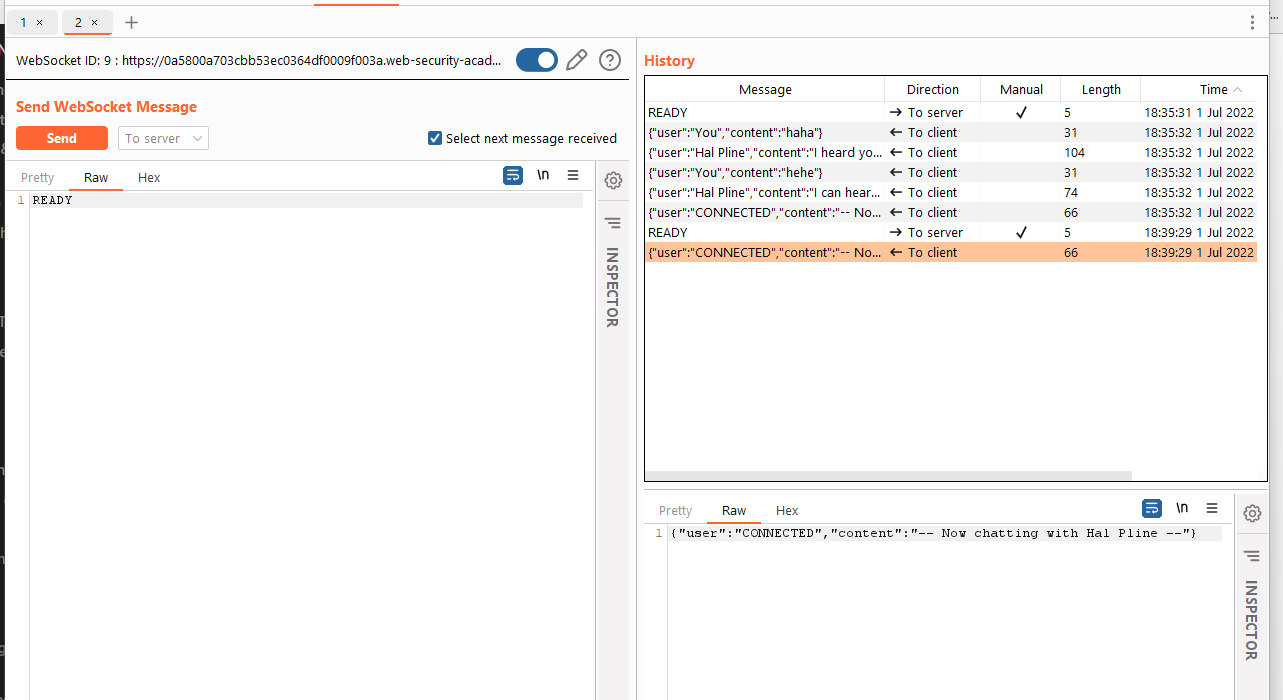 1 × 2 × +
WebSocket ID: 9 : https://0a5800a703cbb53ec0364df0009f003a.web-security-acad...
Send WebSocket Message
Send To server Select next message received
Pretty Raw Hex \n
1 READY
INSPECTOR
History
Message Direction Manual Length Time
READY → To server ✓ 5 18:35:31 1 Jul 2022
{"user":"You","content":"haha"} ← To client 31 18:35:32 1 Jul 2022
{"user":"Hal Pline","content":"I heard yo... ← To client 104 18:35:32 1 Jul 2022
{"user":"You","content":"hehe"} ← To client 31 18:35:32 1 Jul 2022
{"user":"Hal Pline","content":"I can hear... ← To client 74 18:35:32 1 Jul 2022
{"user":"CONNECTED","content":"-- No... ← To client 66 18:35:32 1 Jul 2022
READY → To server ✓ 5 18:39:29 1 Jul 2022
{"user":"CONNECTED","content":"-- No... ← To client 66 18:39:29 1 Jul 2022
Pretty Raw Hex \n
1 {"user":"CONNECTED","content":"-- Now chatting with Hal Pline --"}
INSPECTOR